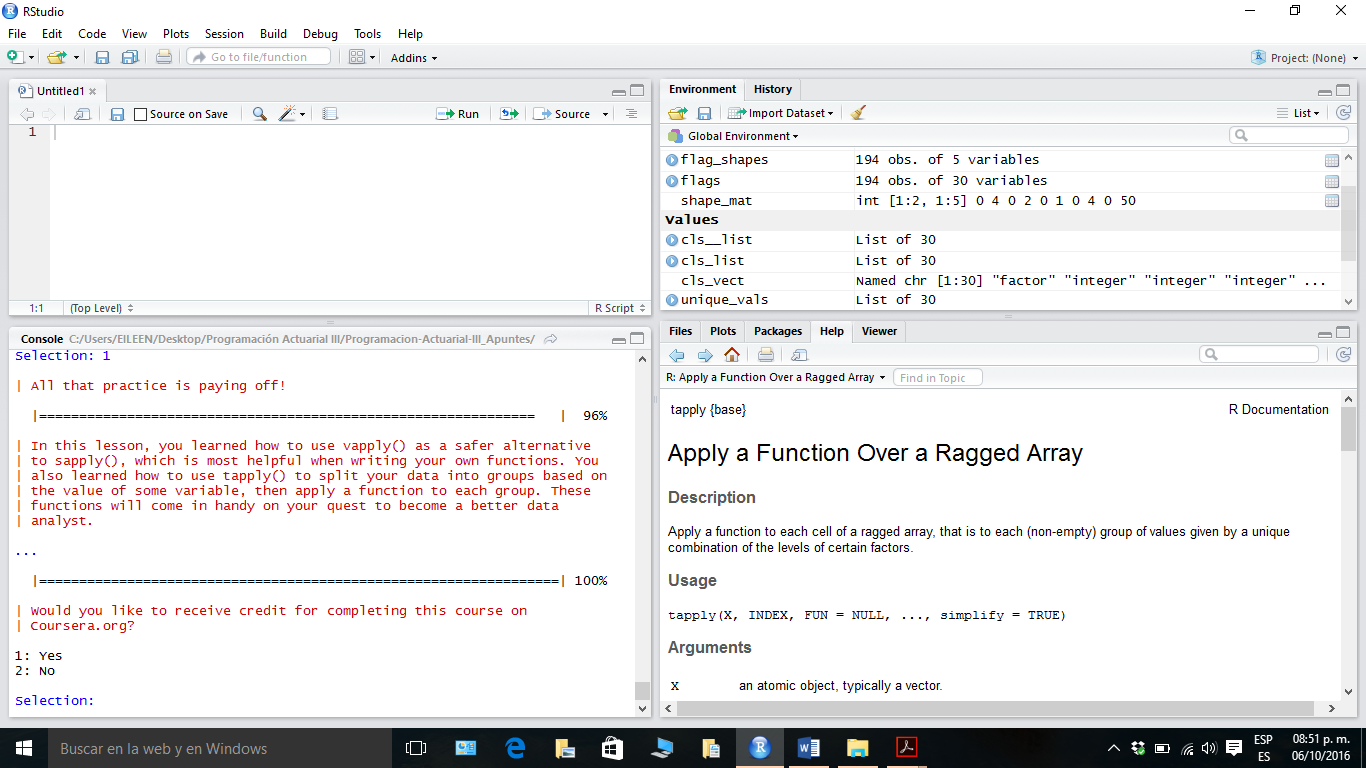 RStudio
File Edit Code View Plots Session Build Debug Tools Help
Go to file/function Addins Project: (None)
Untitled1
Source on Save Run Source
1
1:1 (Top Level) R Script
Console C:/Users/EILEEN/Desktop/Programación Actuarial III/Programacion-Actuarial-III_Apuntes/
Selection: 1
| All that practice is paying off!
|============================================================== | 96%
| In this lesson, you learned how to use vapply() as a safer alternative
| to sapply(), which is most helpful when writing your own functions. You
| also learned how to use tapply() to split your data into groups based on
| the value of some variable, then apply a function to each group. These
| functions will come in handy on your quest to become a better data
| analyst.
...
|=================================================================| 100%
| Would you like to receive credit for completing this course on
| Coursera.org?
1: Yes
2: No
Selection:
Environment History
Import Dataset List
Global Environment
flag_shapes 194 obs. of 5 variables
flags 194 obs. of 30 variables
shape_mat int [1:2, 1:5] 0 4 0 2 0 1 0 4 0 50
Values
cls__list List of 30
cls_list List of 30
cls_vect Named chr [1:30] "factor" "integer" "integer" "integer" ...
unique_vals List of 30
Files Plots Packages Help Viewer
R: Apply a Function Over a Ragged Array Find in Topic
tapply {base} R Documentation
Apply a Function Over a Ragged Array
Description
Apply a function to each cell of a ragged array, that is to each (non-empty) group of values given by a unique
combination of the levels of certain factors.
Usage
tapply(X, INDEX, FUN = NULL, ..., simplify = TRUE)
Arguments
X an atomic object, typically a vector.
Buscar en la web y en Windows
ESP
ES
08:51 p. m.
06/10/2016